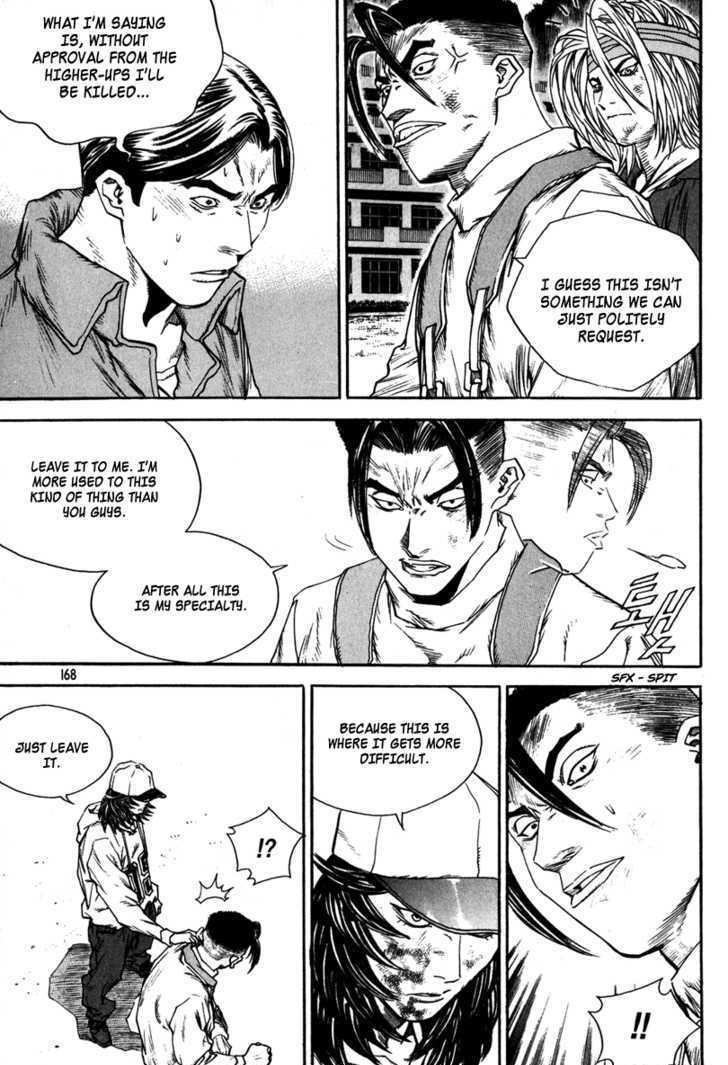 WHAT I'M SAYING
IS, WITHOUT
APPROVAL FROM THE
HIGHER-UPS I'LL
BE KILLED...
I GUESS THIS ISN'T
SOMETHING WE CAN
JUST POLITELY
REQUEST.
LEAVE IT TO ME. I'M
MORE USED TO THIS
KIND OF THING THAN
YOU GUYS.
AFTER ALL THIS
IS MY SPECIALTY.
168
SFX - SPIT
JUST LEAVE
IT.
!?
BECAUSE THIS IS
WHERE IT GETS MORE
DIFFICULT.
!!